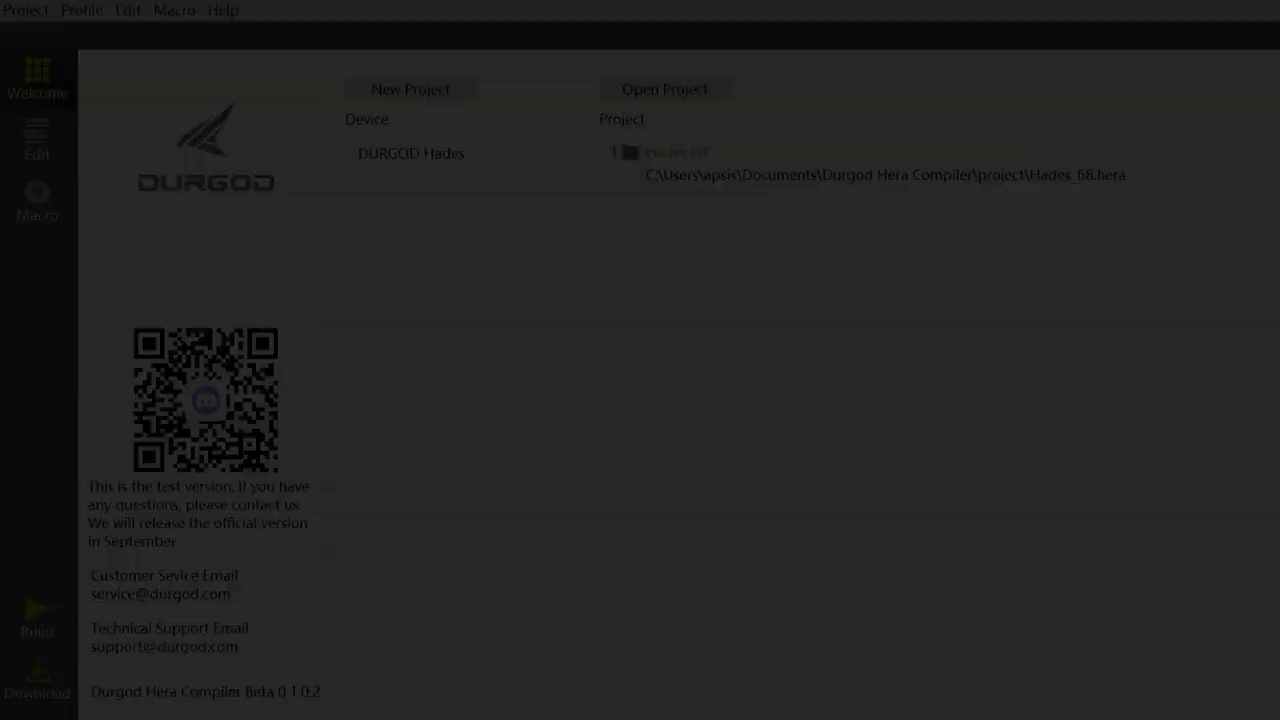 Project Profile Edit Macro Help
Welcome
Edit
Macro
Build
Download
DURGOD
New Project
Device
DURGOD Hades
Open Project
Project
1 Hades_68
C:\Users\apsis\Documents\Durgod Hera Compiler\project\Hades_68.hera
This is the test version. If you have
any questions, please contact us.
We will release the official version
in September
Customer Sevice Email
service@durgod.com
Technical Support Email
support@durgod.com
Durgod Hera Compiler Beta 0.1.0.2